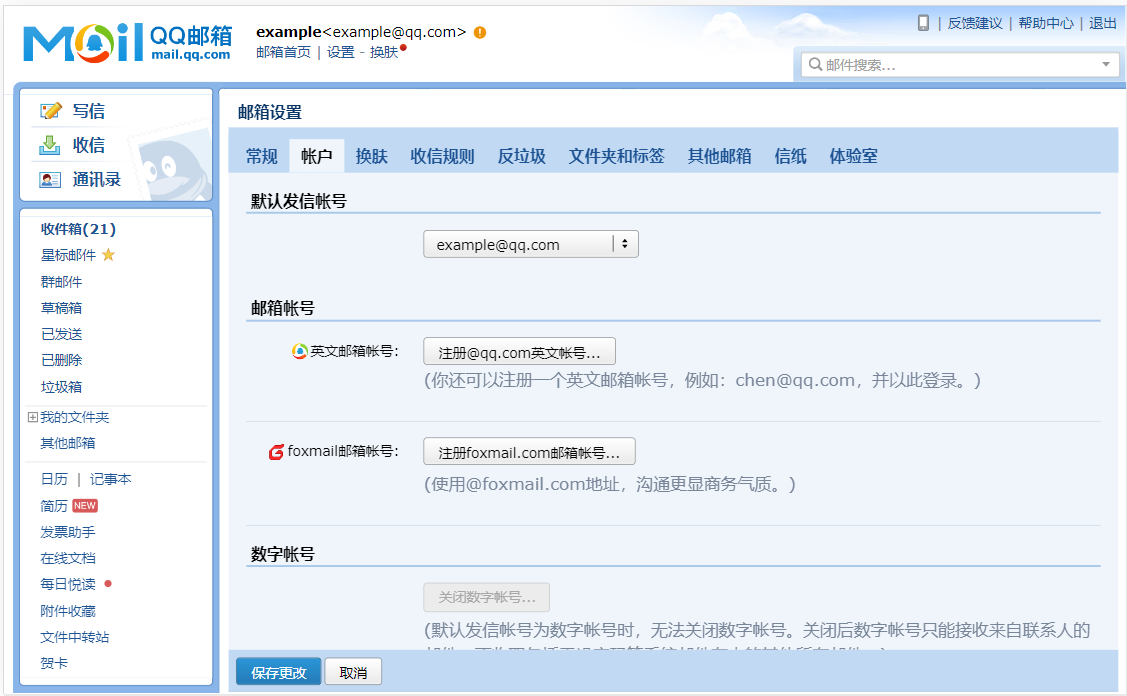 Mail QQ邮箱
mail.qq.com
example<example@qq.com>
邮箱首页 | 设置 - 换肤
| 反馈建议 | 帮助中心 | 退出
邮件搜索...
写信
收信
通讯录
收件箱(21)
星标邮件
群邮件
草稿箱
已发送
已删除
垃圾箱
我的文件夹
其他邮箱
日历 | 记事本
简历 NEW
发票助手
在线文档
每日悦读
附件收藏
文件中转站
贺卡
邮箱设置
常规 帐户 换肤 收信规则 反垃圾 文件夹和标签 其他邮箱 信纸 体验室
默认发信帐号
example@qq.com
邮箱帐号
英文邮箱帐号: 注册@qq.com英文帐号...
(你还可以注册一个英文邮箱帐号，例如：chen@qq.com，并以此登录。)
foxmail邮箱帐号: 注册foxmail.com邮箱帐号...
(使用@foxmail.com地址，沟通更显商务气质。)
数字帐号
关闭数字帐号...
(默认发信帐号为数字帐号时，无法关闭数字帐号。关闭后数字帐号只能接收来自联系人的
保存更改 取消